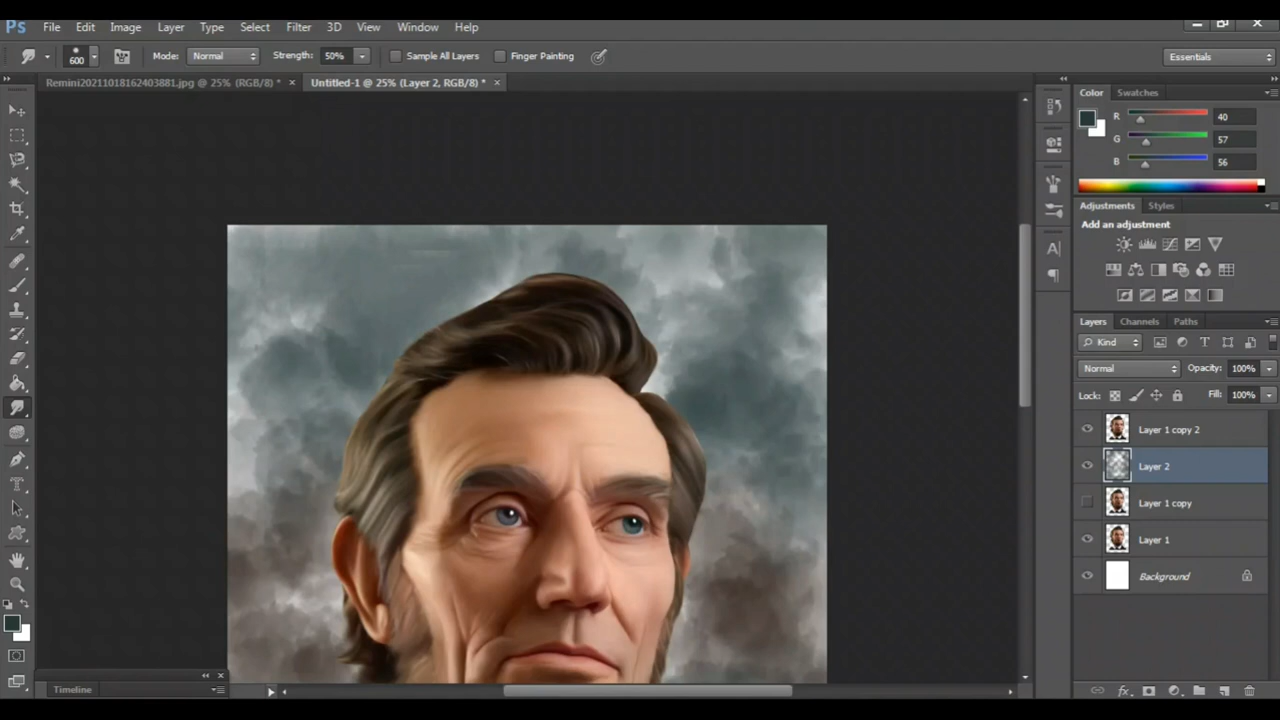 Ps File Edit Image Layer Type Select Filter 3D View Window Help
600 Mode: Normal Strength: 50% Sample All Layers Finger Painting Essentials
Remini20211018162403881.jpg @ 25% (RGB/8) * × Untitled-1 @ 25% (Layer 2, RGB/8) * ×
Color Swatches
R 40
G 57
B 56
Adjustments Styles
Add an adjustment
Layers Channels Paths
Kind
Normal Opacity: 100%
Lock: Fill: 100%
Layer 1 copy 2
Layer 2
Layer 1 copy
Layer 1
Background
Timeline